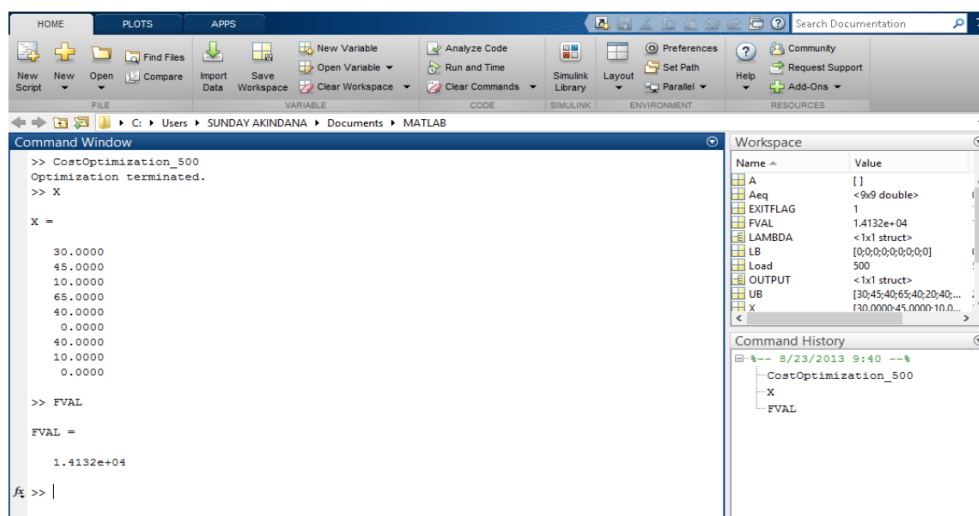 HOME PLOTS APPS Search Documentation
New Script New Open Find Files Compare Import Data Save Workspace New Variable Open Variable Clear Workspace Analyze Code Run and Time Clear Commands Simulink Library Layout Preferences Set Path Parallel Help Community Request Support Add-Ons
FILE VARIABLE CODE SIMULINK ENVIRONMENT RESOURCES
C: Users SUNDAY AKINDANA Documents MATLAB
Command Window
>> CostOptimization_500
Optimization terminated.
>> X
X =
30.0000
45.0000
10.0000
65.0000
40.0000
0.0000
40.0000
10.0000
0.0000
>> FVAL
FVAL =
1.4132e+04
fx >>
Workspace
Name Value
A [ ]
Aeq <9x9 double>
EXITFLAG 1
FVAL 1.4132e+04
LAMBDA <1x1 struct>
LB [0;0;0;0;0;0;0;0;0]
Load 500
OUTPUT <1x1 struct>
UB [30;45;40;65;40;20;40;...
X [30.0000;45.0000;10.0...
Command History
%-- 8/23/2013 9:40 --%
CostOptimization_500
X
FVAL